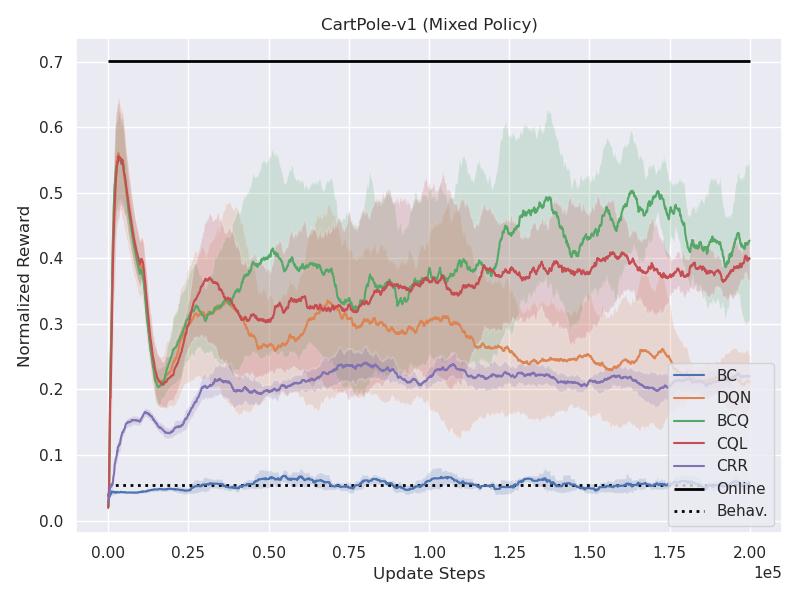 CartPole-v1 (Mixed Policy)
Normalized Reward
0.7
0.6
0.5
0.4
0.3
0.2
0.1
0.0
0.00 0.25 0.50 0.75 1.00 1.25 1.50 1.75 2.00
Update Steps
1e5
BC
DQN
BCQ
CQL
CRR
Online
Behav.